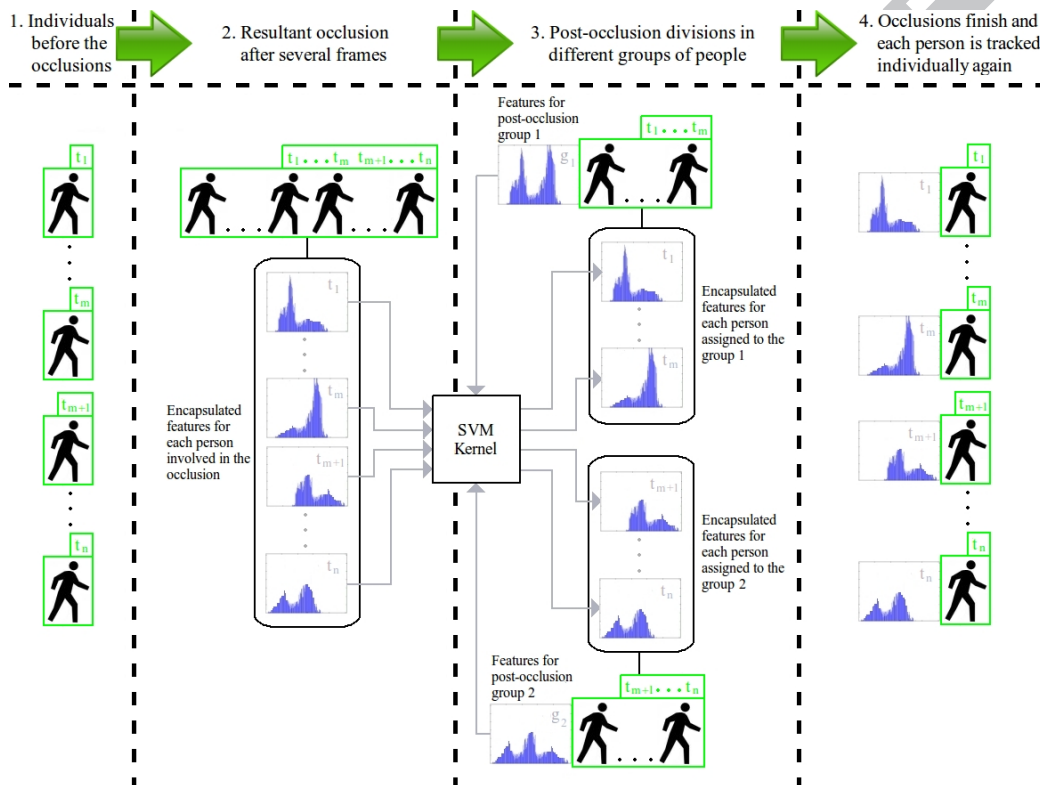 1. Individuals
before the
occlusions
2. Resultant occlusion
after several frames
3. Post-occlusion divisions in
different groups of people
4. Occlusions finish and
each person is tracked
individually again
t1
tm
tm+1
tn
t1 . . . tm tm+1 . . . tn
t1
tm
tm+1
tn
Encapsulated
features for
each person
involved in the
occlusion
SVM
Kernel
Features for
post-occlusion
group 1
g1
t1 . . . tm
t1
tm
Encapsulated
features for
each person
assigned to the
group 1
tm+1
tn
Encapsulated
features for
each person
assigned to the
group 2
Features for
post-occlusion
group 2
g2
tm+1 . . . tn
t1
t1
tm
tm
tm+1
tm+1
tn
tn